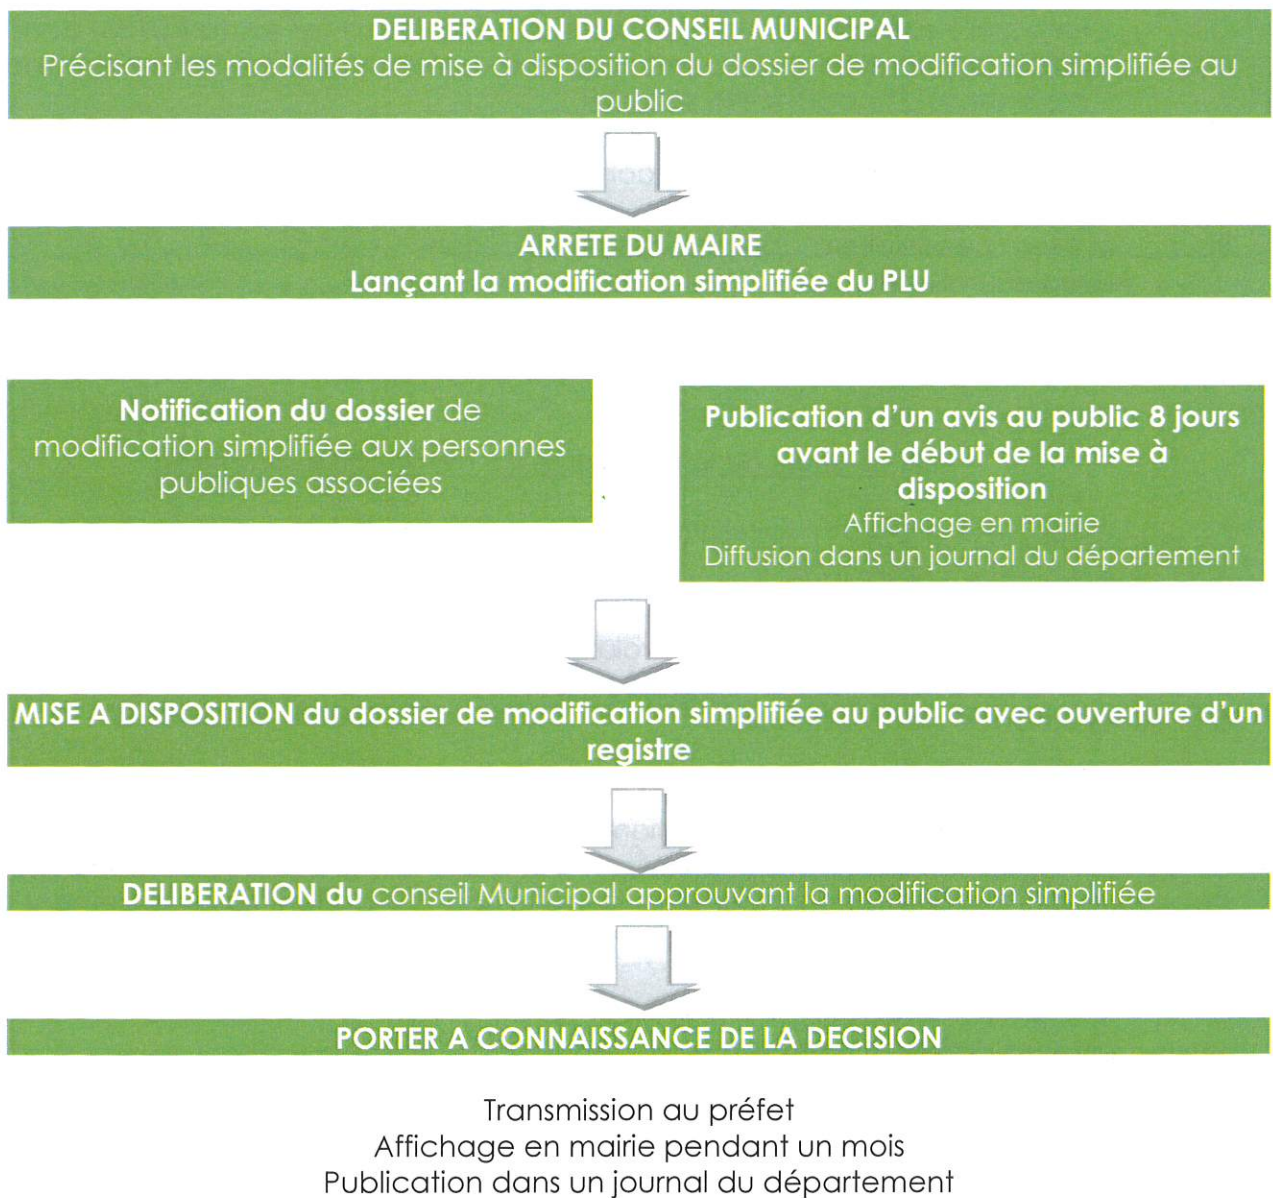 DELIBERATION DU CONSEIL MUNICIPAL
Précisant les modalités de mise à disposition du dossier de modification simplifiée au
public
ARRETE DU MAIRE
Lançant la modification simplifiée du PLU
Notification du dossier de
modification simplifiée aux personnes
publiques associées
Publication d'un avis au public 8 jours
avant le début de la mise à
disposition
Affichage en mairie
Diffusion dans un journal du département
MISE A DISPOSITION du dossier de modification simplifiée au public avec ouverture d'un
registre
DELIBERATION du conseil Municipal approuvant la modification simplifiée
PORTER A CONNAISSANCE DE LA DECISION
Transmission au préfet
Affichage en mairie pendant un mois
Publication dans un journal du département